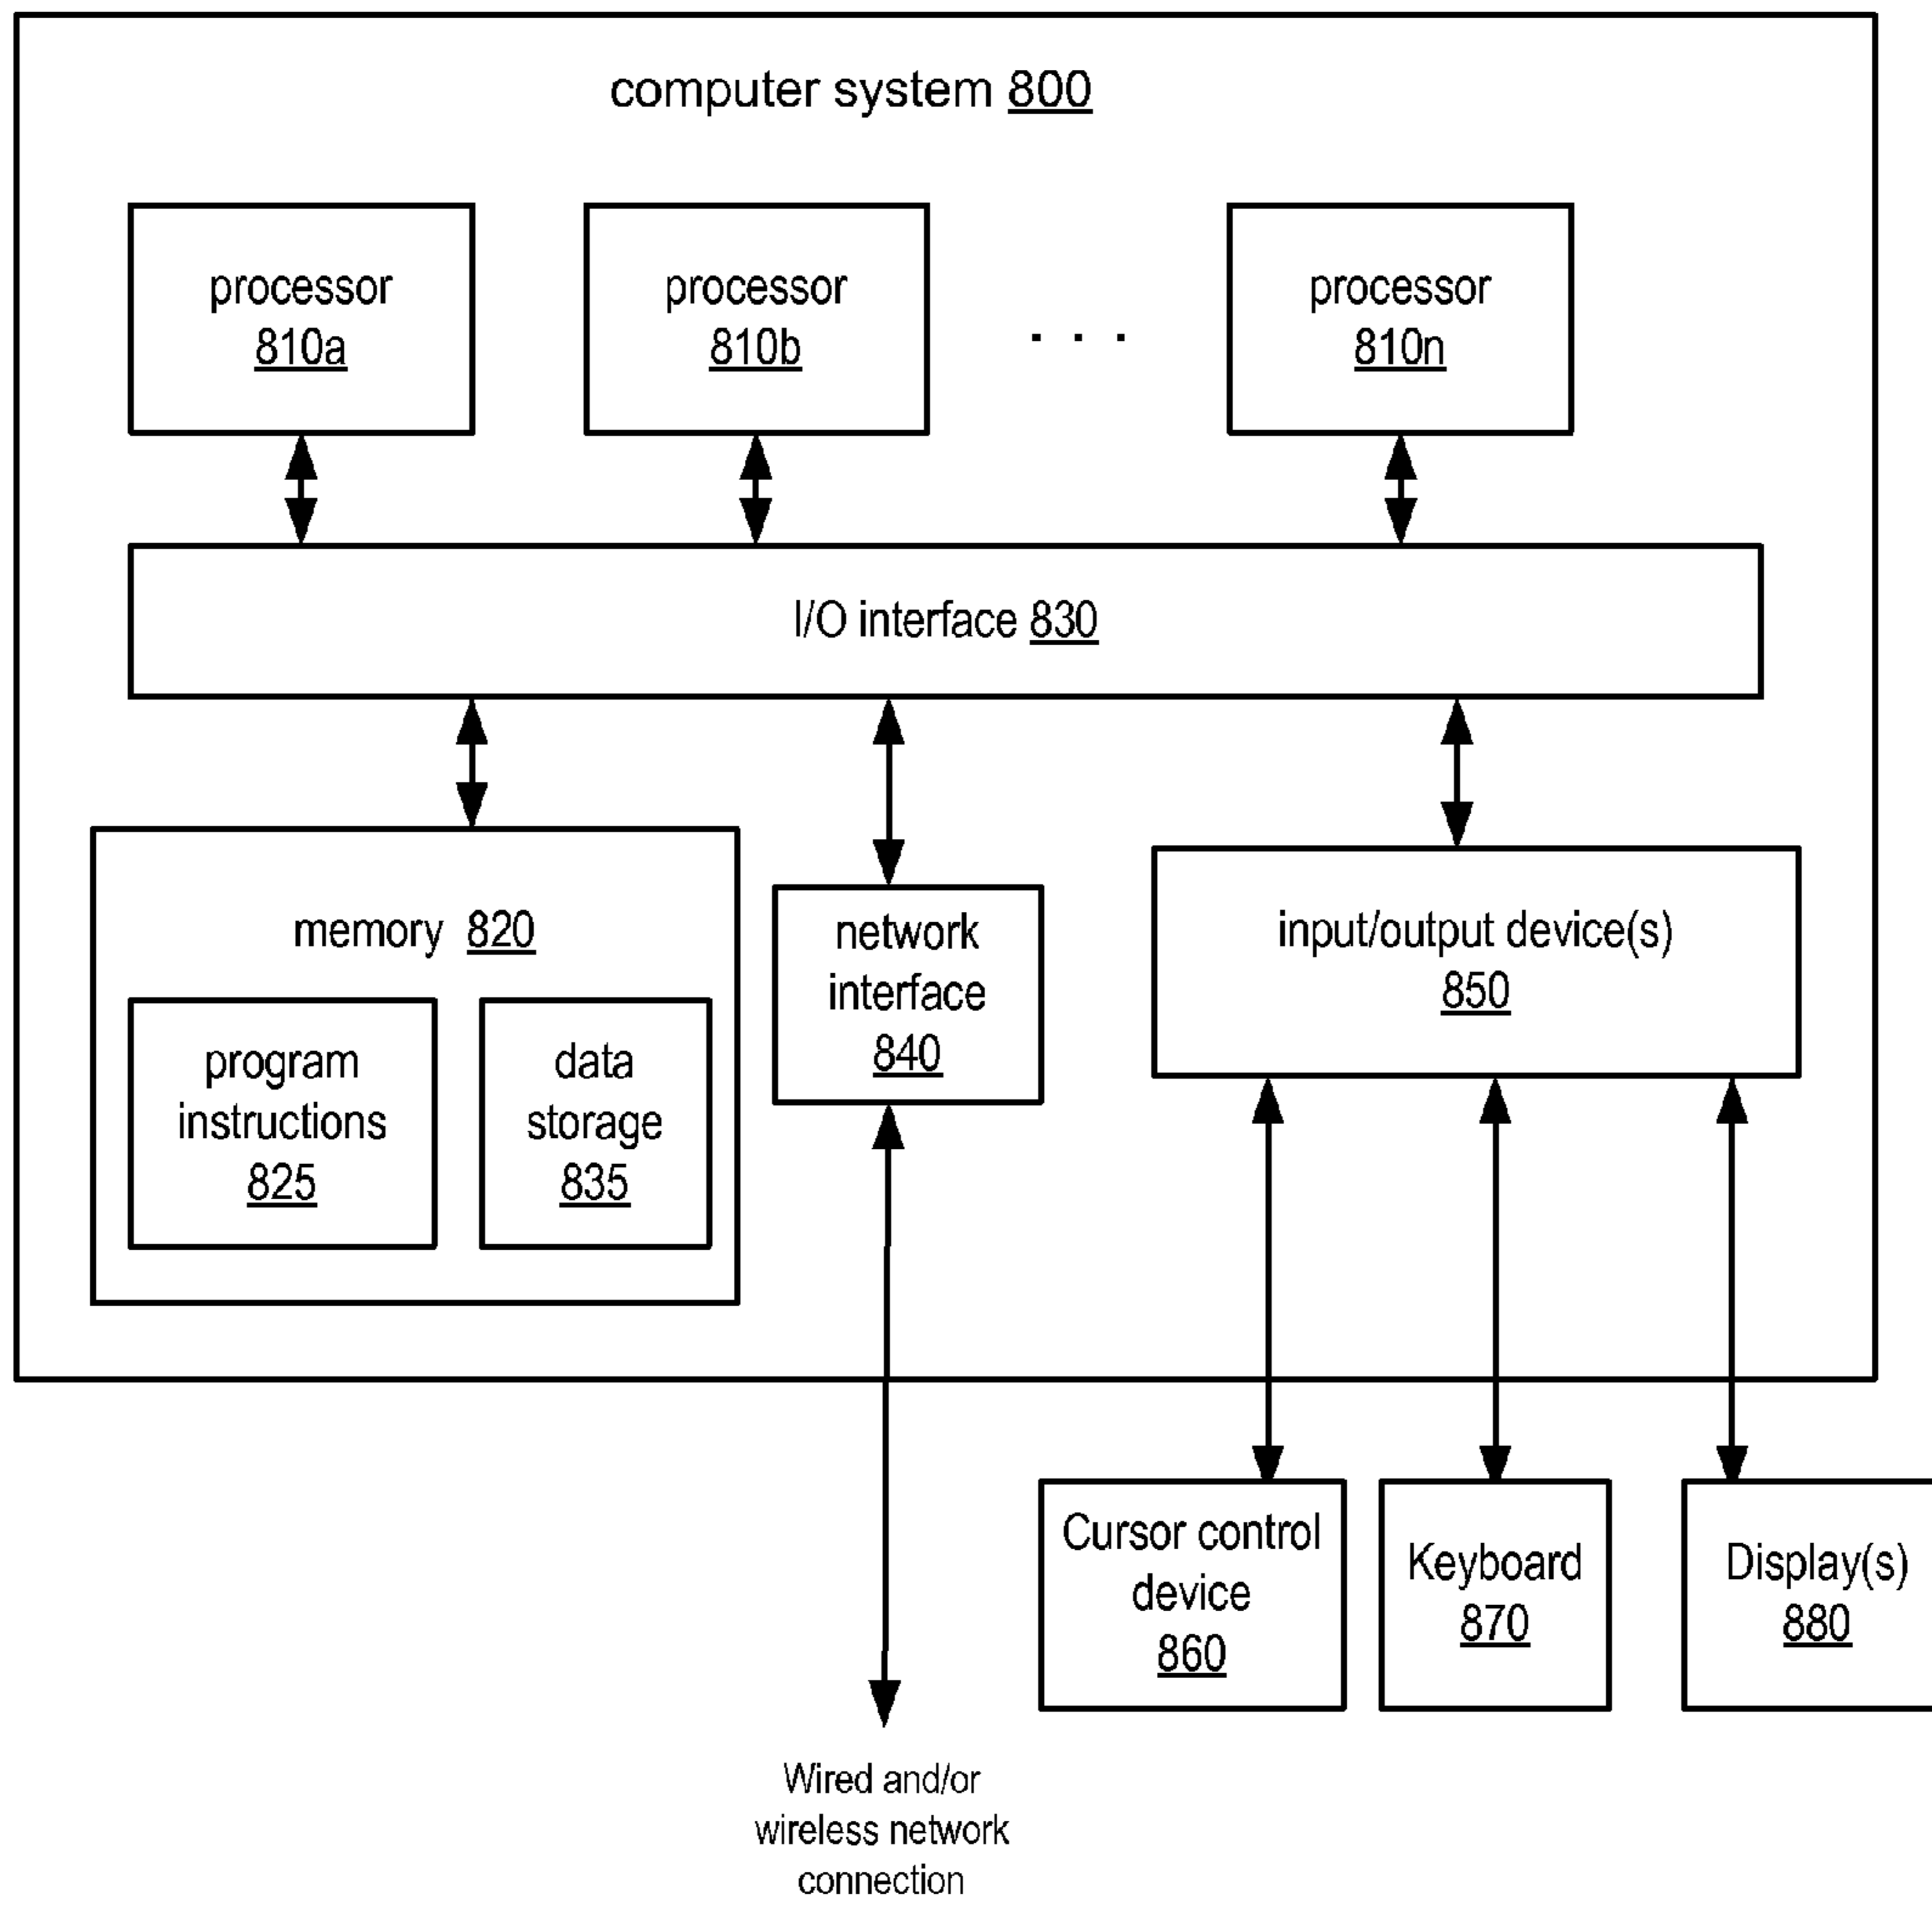 computer system 800
processor
810a
processor
810b
. . .
processor
810n
I/O interface 830
memory 820
program
instructions
825
data
storage
835
network
interface
840
input/output device(s)
850
Cursor control
device
860
Keyboard
870
Display(s)
880
Wired and/or
wireless network
connection